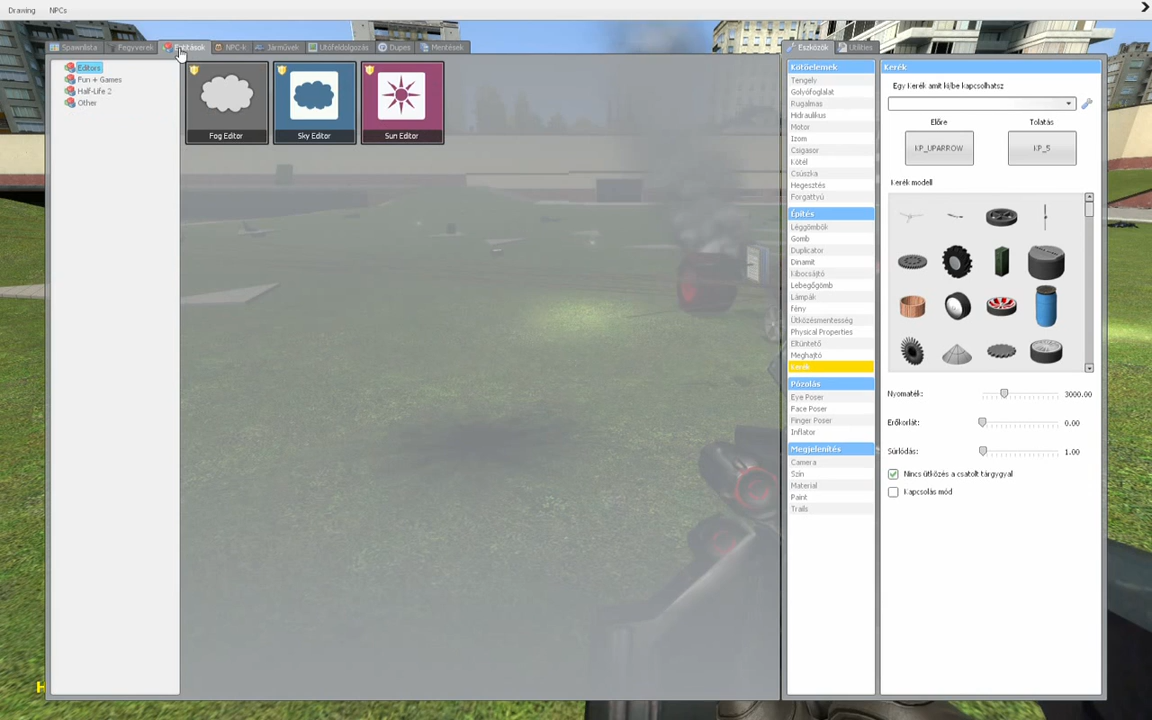 Drawing NPCs
Spawnlista Fegyverek Entitások NPC-k Járművek Utófeldolgozás Dupes Mentések
Editors
Fun + Games
Half-Life 2
Other
Fog Editor Sky Editor Sun Editor
Eszközök Utilities
Kötőelemek
Tengely
Golyófoglalat
Rugalmas
Hidraulikus
Motor
Izom
Csigasor
Kötél
Csúszka
Hegesztés
Forgattyú
Építés
Léggömbök
Gomb
Duplicator
Dinamit
Kibocsájtó
Lebegőgömb
Lámpák
fény
Ütközésmentesség
Physical Properties
Eltüntető
Meghajtó
Kerék
Pózolás
Eye Poser
Face Poser
Finger Poser
Inflator
Megjelenítés
Camera
Szín
Material
Paint
Trails
Kerék
Egy Kerék amit ki/be kapcsolhatsz
Előre Tolatás
KP_UPARROW KP_5
Kerék modell
Nyomaték: 3000.00
Erőkorlát: 0.00
Súrlódás: 1.00
Nincs ütközés a csatolt tárgygyal
Kapcsolás mód
H